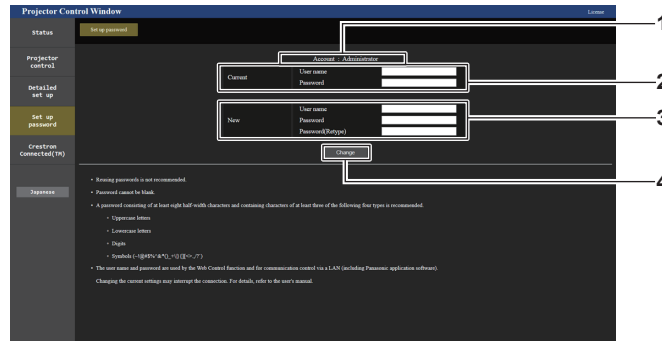 Projector Control Window
License
Status
Set up password
1
Account : Administrator
Projector
control
Current
User name
Password
2
Detailed
set up
Set up
password
New
User name
Password
Password(Retype)
3
Crestron
Connected(TM)
Change
4
Japanese
• Reusing passwords is not recommended.
• Password cannot be blank.
• A password consisting of at least eight half-width characters and containing characters of at least three of the following four types is recommended.
• Uppercase letters
• Lowercase letters
• Digits
• Symbols
• The user name and password are used by the Web Control function and for communication control via a LAN (including Panasonic application software).
Changing the current settings may interrupt the connection. For details, refer to the user's manual.